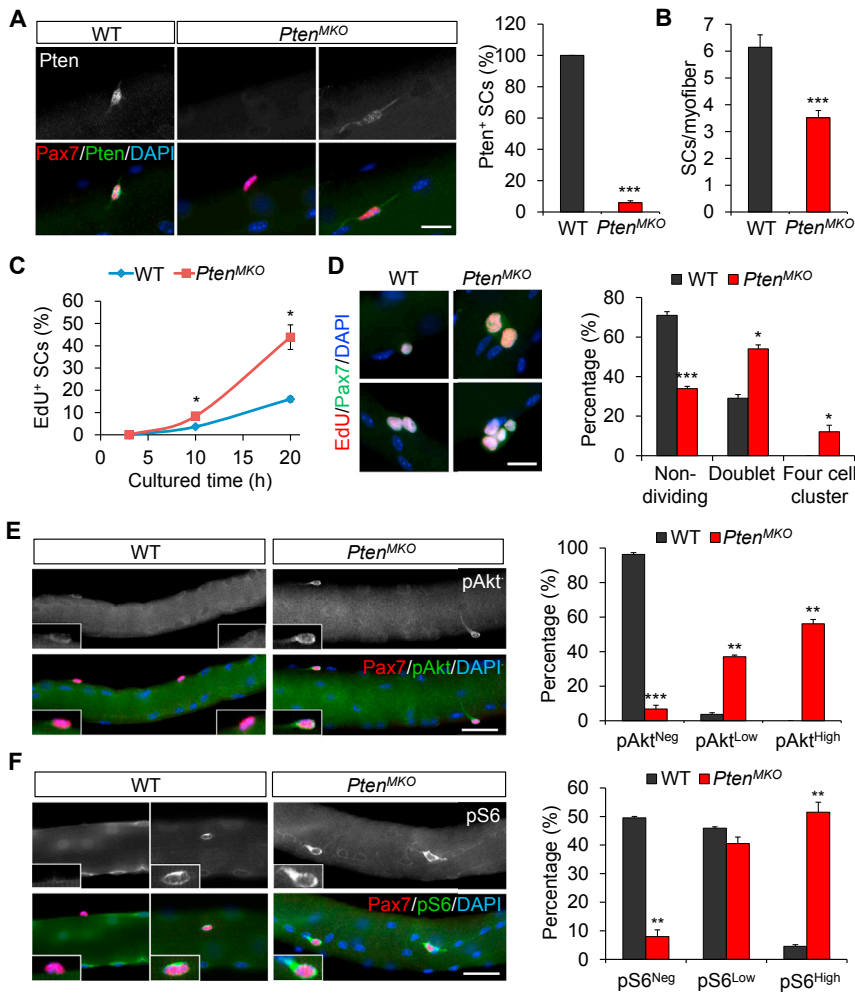 A
WT
Pten^MKO
Pten
Pax7/Pten/DAPI
Pten+ SCs (%)
120
100
80
60
40
20
0
***
WT
Pten^MKO
B
SCs/myofiber
7
6
5
4
3
2
1
0
***
WT
Pten^MKO
C
WT
Pten^MKO
EdU+ SCs (%)
60
50
40
30
20
10
0
*
*
0
5
10
15
20
Cultured time (h)
D
WT
Pten^MKO
EdU/Pax7/DAPI
WT
Pten^MKO
Percentage (%)
80
60
40
20
0
***
*
*
Non-
dividing
Doublet
Four cell
cluster
E
WT
Pten^MKO
pAkt
Pax7/pAkt/DAPI
WT
Pten^MKO
Percentage (%)
100
80
60
40
20
0
***
**
**
pAkt^Neg
pAkt^Low
pAkt^High
F
WT
Pten^MKO
pS6
Pax7/pS6/DAPI
WT
Pten^MKO
Percentage (%)
60
50
40
30
20
10
0
**
**
pS6^Neg
pS6^Low
pS6^High